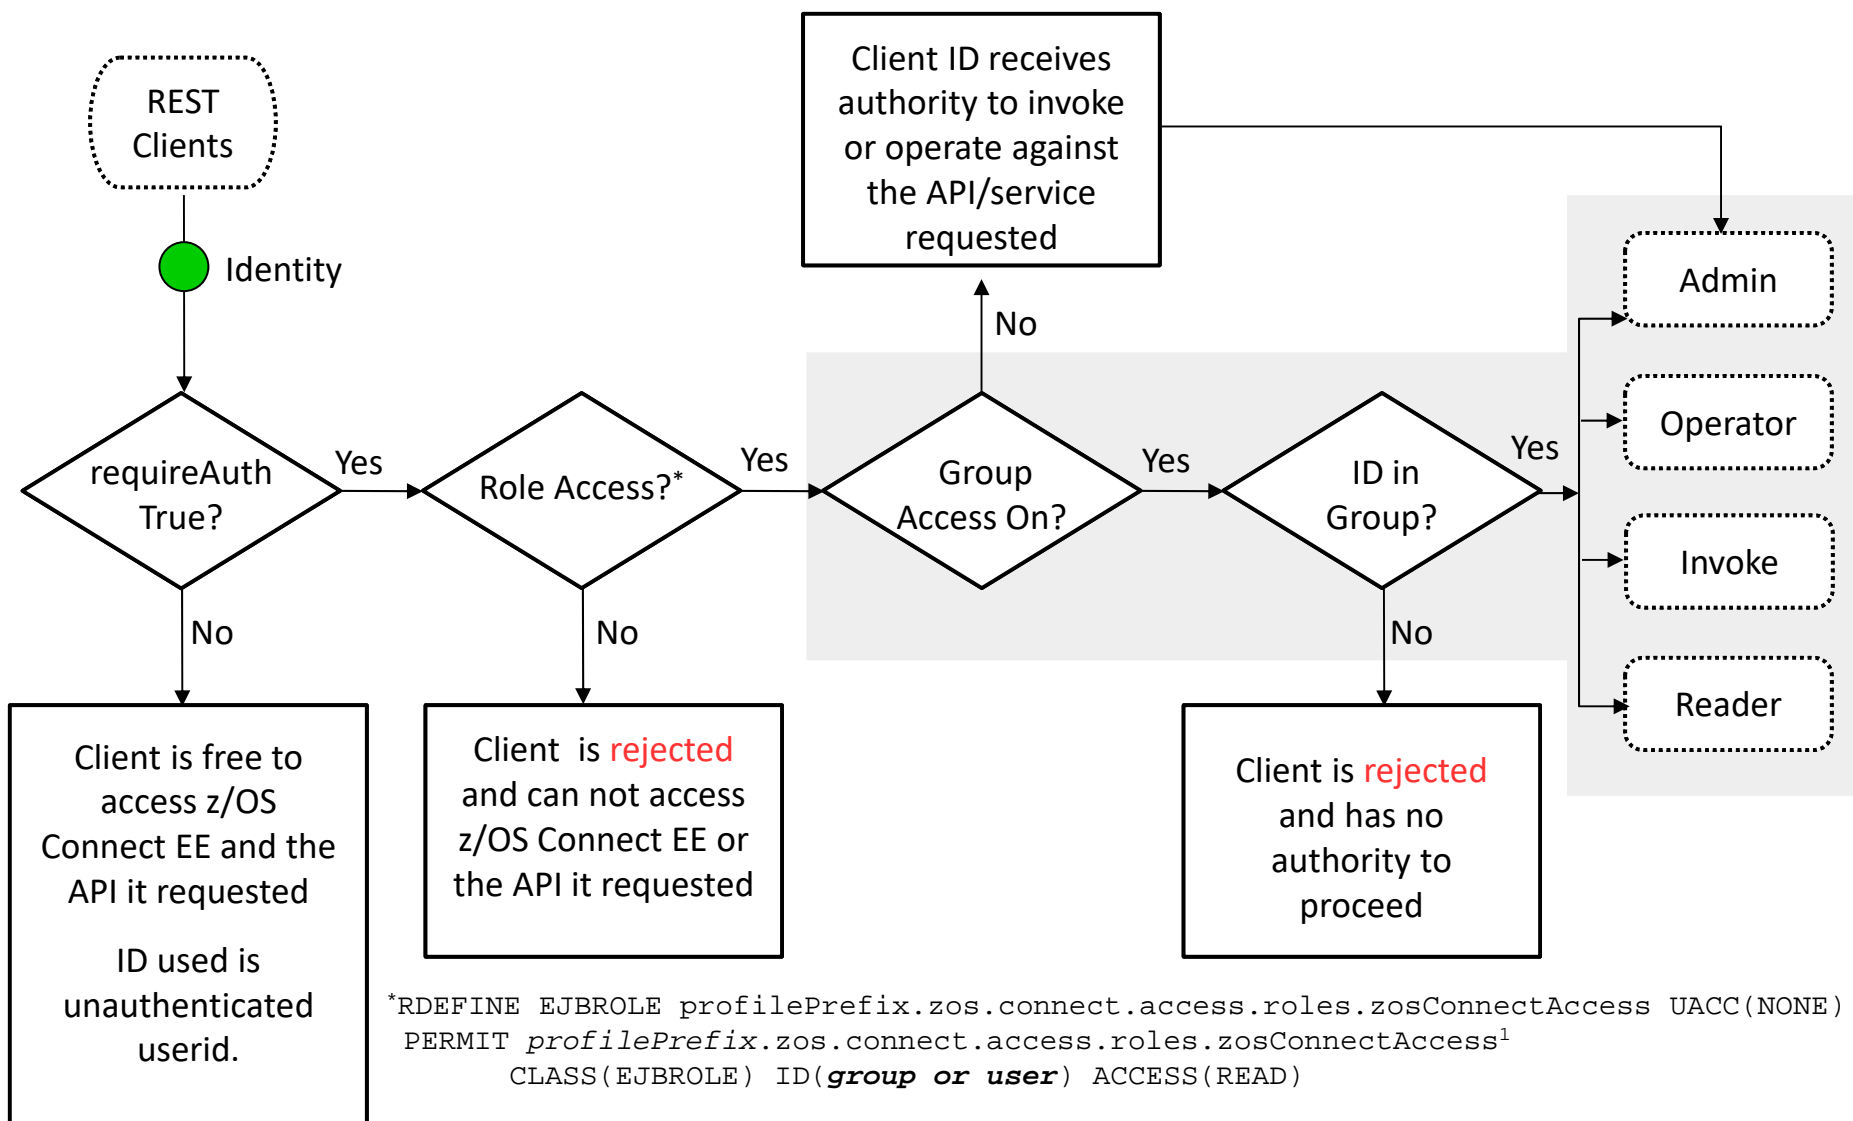 REST
Clients
Identity
requireAuth
True?
Yes
No
Client is free to
access z/OS
Connect EE and the
API it requested
ID used is
unauthenticated
userid.
Role Access?*
Yes
No
Client  is rejected
and can not access
z/OS Connect EE or
the API it requested
Group
Access On?
No
Client ID receives
authority to invoke
or operate against
the API/service
requested
Yes
ID in
Group?
Yes
No
Client is rejected
and has no
authority to
proceed
Admin
Operator
Invoke
Reader
*RDEFINE EJBROLE profilePrefix.zos.connect.access.roles.zosConnectAccess UACC(NONE)
PERMIT profilePrefix.zos.connect.access.roles.zosConnectAccess1
CLASS(EJBROLE) ID(group or user) ACCESS(READ)